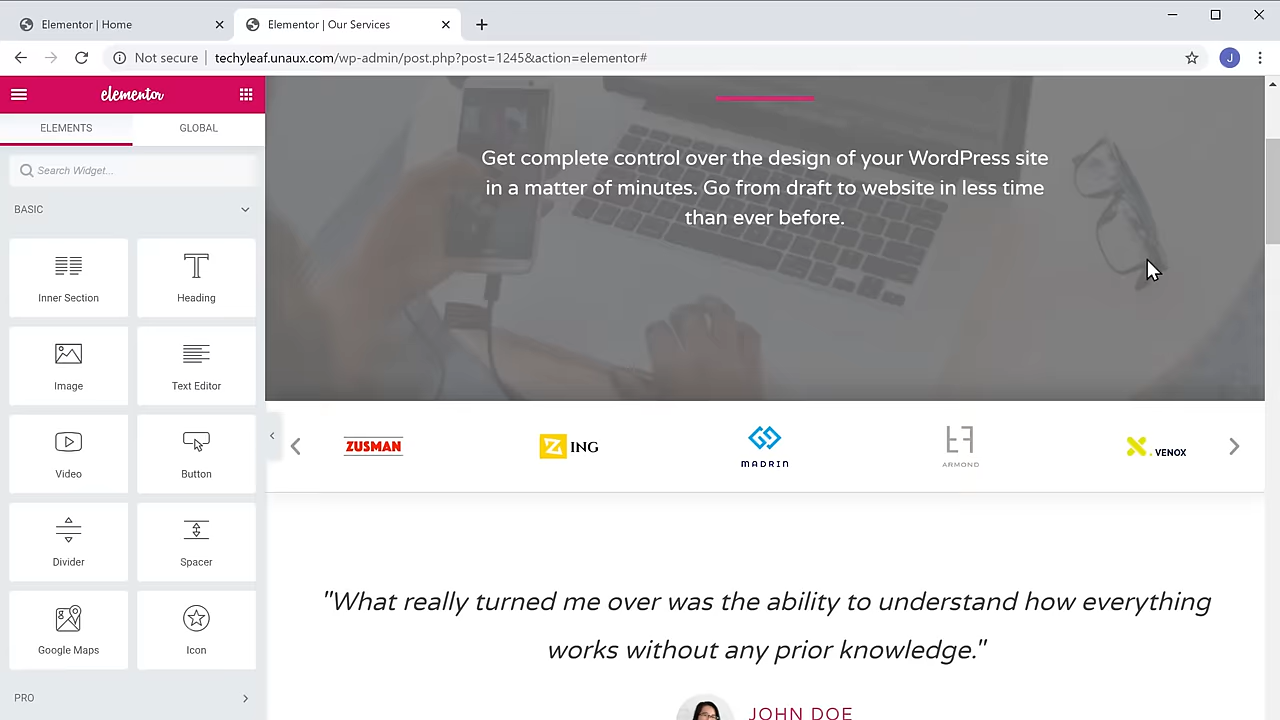 Elementor | Home
Elementor | Our Services
Not secure
techyleaf.unaux.com/wp-admin/post.php?post=1245&action=elementor#
J
elementor
ELEMENTS
GLOBAL
Search Widget...
BASIC
Inner Section
Heading
Image
Text Editor
Video
Button
Divider
Spacer
Google Maps
Icon
PRO
Get complete control over the design of your WordPress site
in a matter of minutes. Go from draft to website in less time
than ever before.
ZUSMAN
Z ING
MADRIN
ARMOND
X. VENOX
"What really turned me over was the ability to understand how everything
works without any prior knowledge."
JOHN DOE